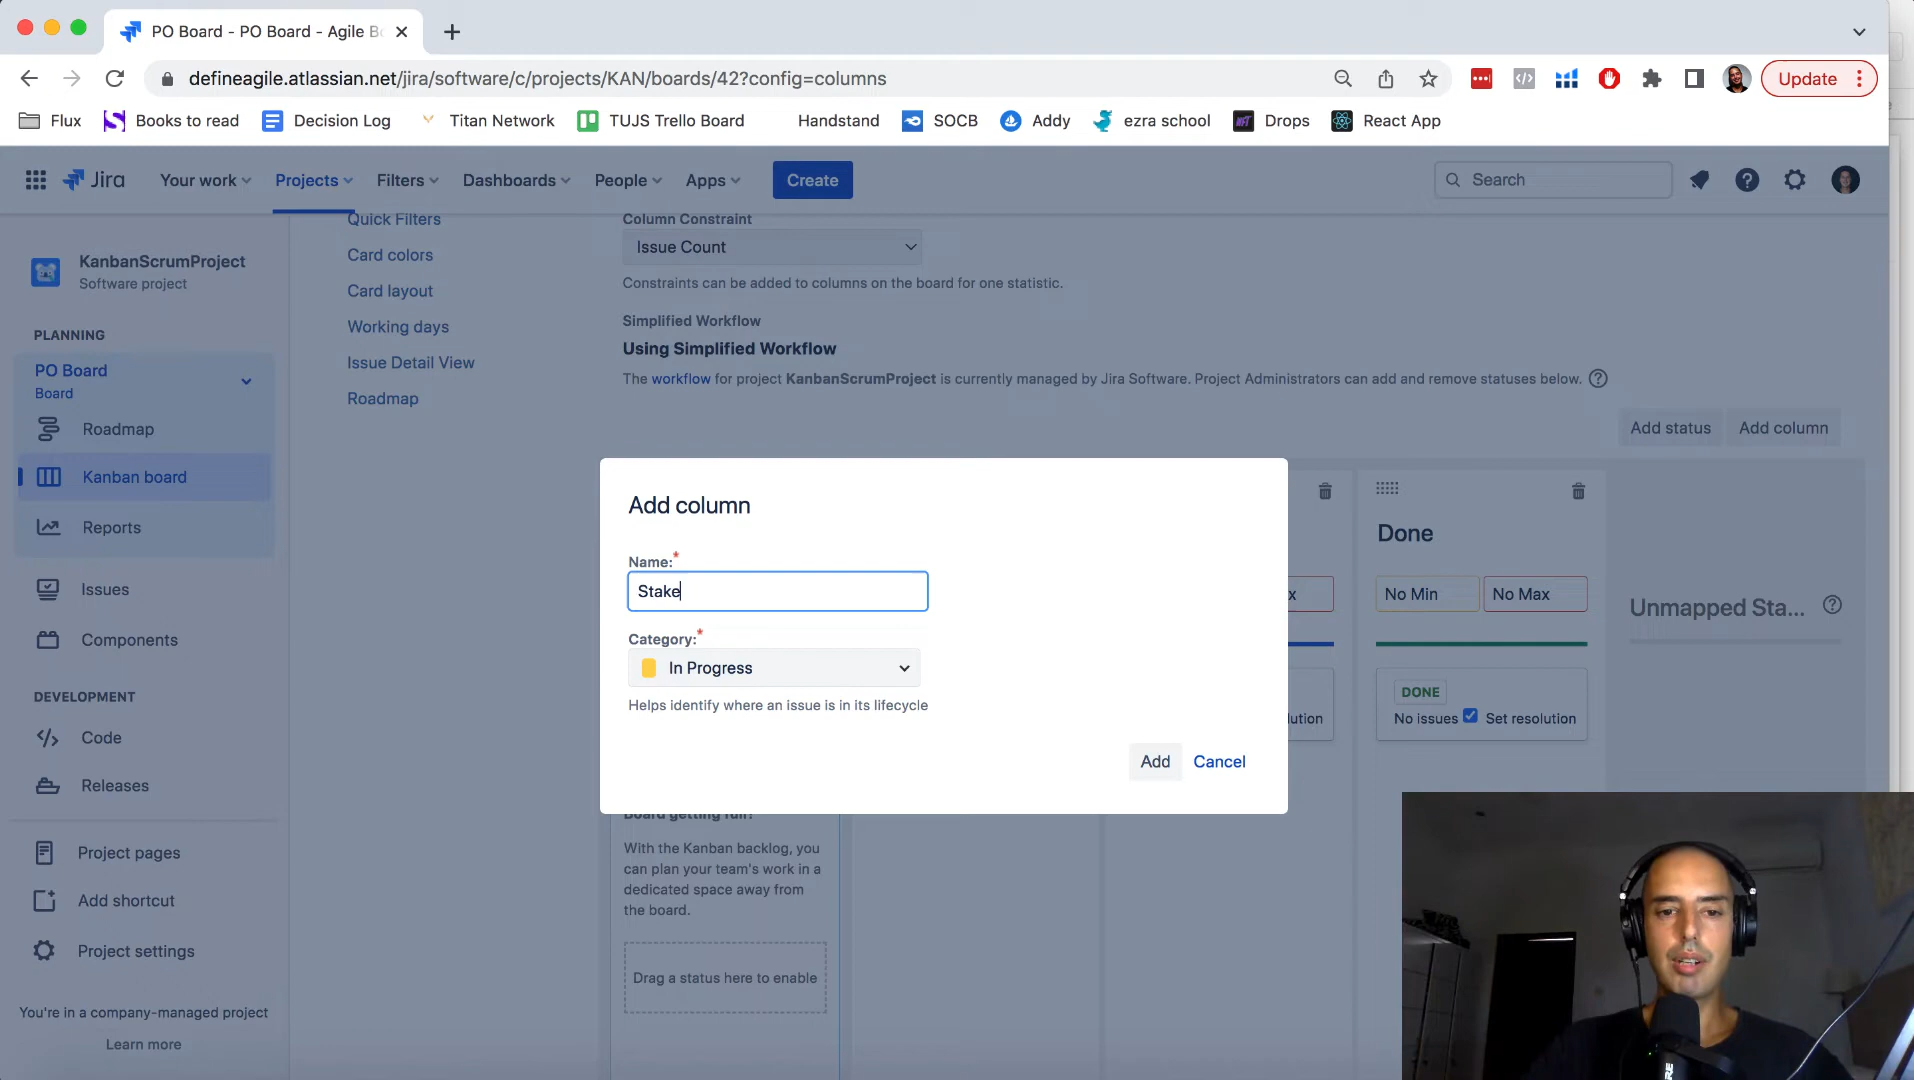 PO Board - PO Board - Agile Bo
defineagile.atlassian.net/jira/software/c/projects/KAN/boards/42?config=columns
Update
Flux
Books to read
Decision Log
Titan Network
TUJS Trello Board
Handstand
SOCB
Addy
ezra school
Drops
React App
Jira
Your work
Projects
Filters
Dashboards
People
Apps
Create
Search
KanbanScrumProject
Software project
PLANNING
PO Board
Board
Roadmap
Kanban board
Reports
Issues
Components
DEVELOPMENT
Code
Releases
Project pages
Add shortcut
Project settings
You're in a company-managed project
Learn more
Quick Filters
Card colors
Card layout
Working days
Issue Detail View
Roadmap
Column Constraint
Issue Count
Constraints can be added to columns on the board for one statistic.
Simplified Workflow
Using Simplified Workflow
The workflow for project KanbanScrumProject is currently managed by Jira Software. Project Administrators can add and remove statuses below.
Add status
Add column
Add column
Name:*
Stake
Category:*
In Progress
Helps identify where an issue is in its lifecycle
Add
Cancel
x
lution
Done
No Min
No Max
DONE
No issues
Set resolution
Unmapped Sta...
Board getting full?
With the Kanban backlog, you
can plan your team's work in a
dedicated space away from
the board.
Drag a status here to enable